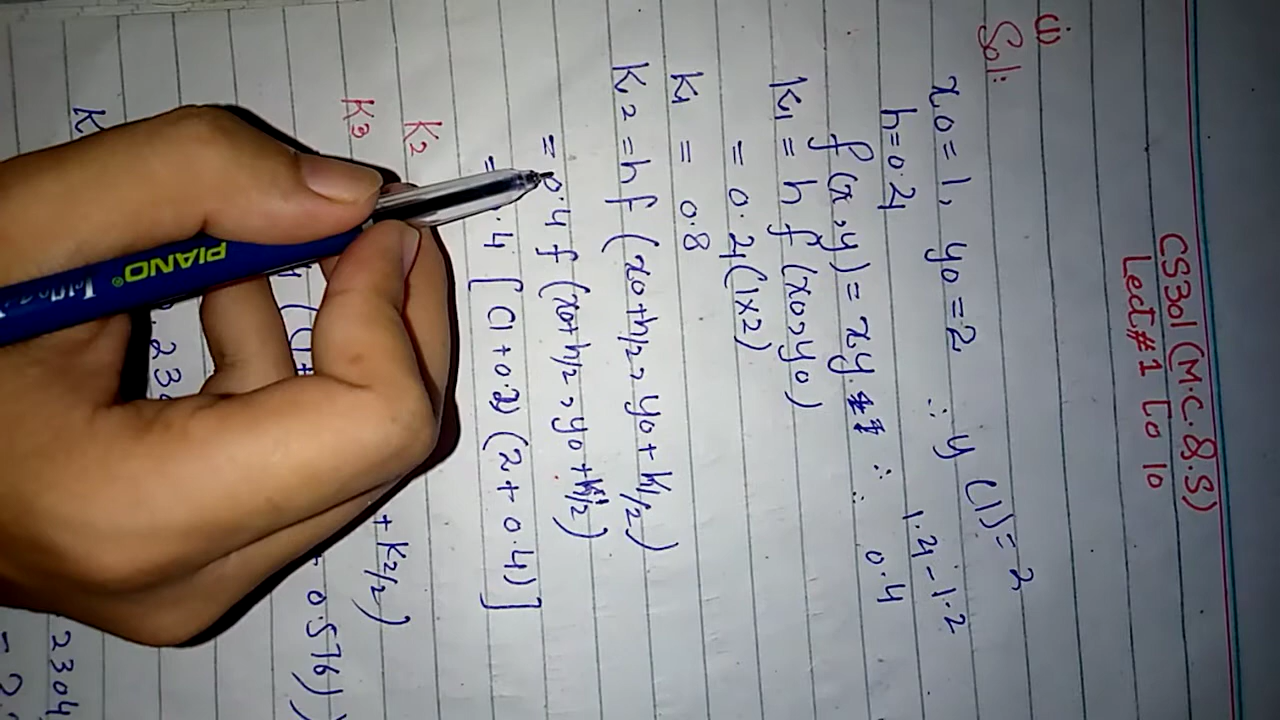 CS301 (M.C.Q.S)
Lect.#1 to 10
(i)
Sol:
x0=1, y0=2 ∴ y(1)=2
h=0.4 1.4-1.2
f(x,y)=xy ∴ 0.4
K1 = h f(x0,y0)
= 0.4(1x2)
K1 = 0.8
K2 = h f(x0+h/2, y0+K1/2)
= 0.4 f(x0+h/2, y0+K1/2)
= .4 [(1+0.2)(2+0.4)]
K2
K3 +K2/2)
0.576)
K
2304
PIANO